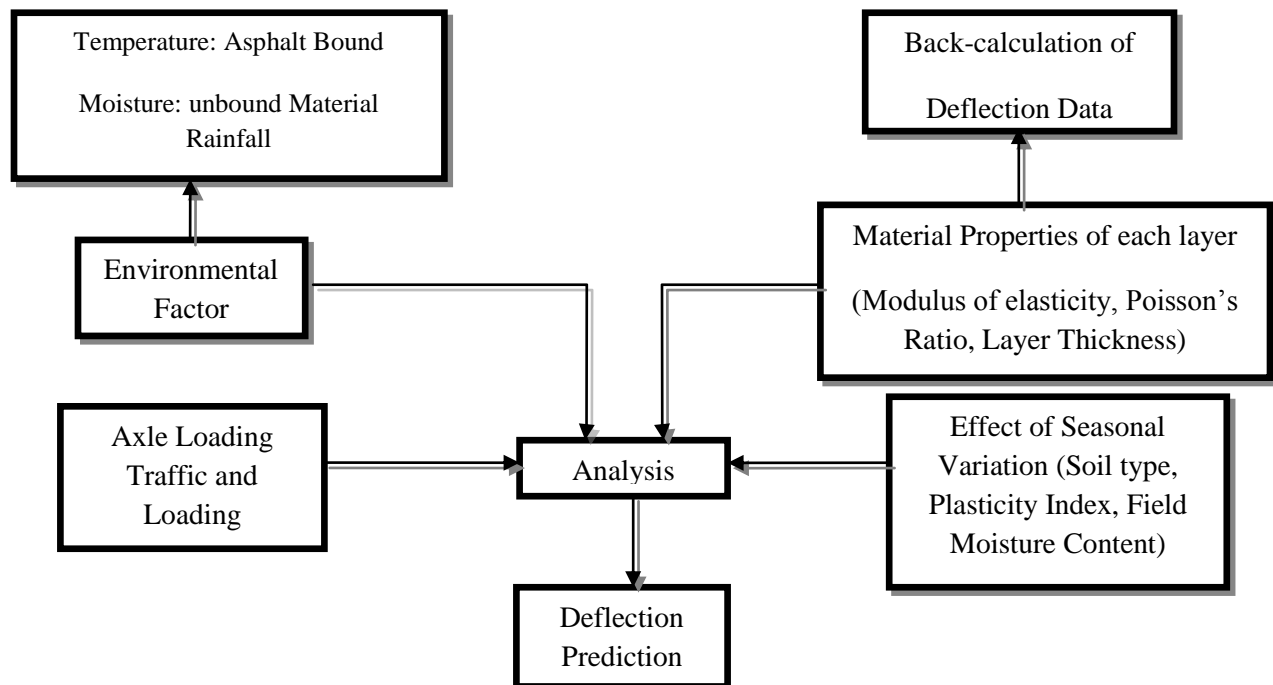 Temperature: Asphalt Bound
Moisture: unbound Material
Rainfall
Back-calculation of
Deflection Data
Environmental
Factor
Material Properties of each layer
(Modulus of elasticity, Poisson’s
Ratio, Layer Thickness)
Axle Loading
Traffic and
Loading
Analysis
Effect of Seasonal
Variation (Soil type,
Plasticity Index, Field
Moisture Content)
Deflection
Prediction